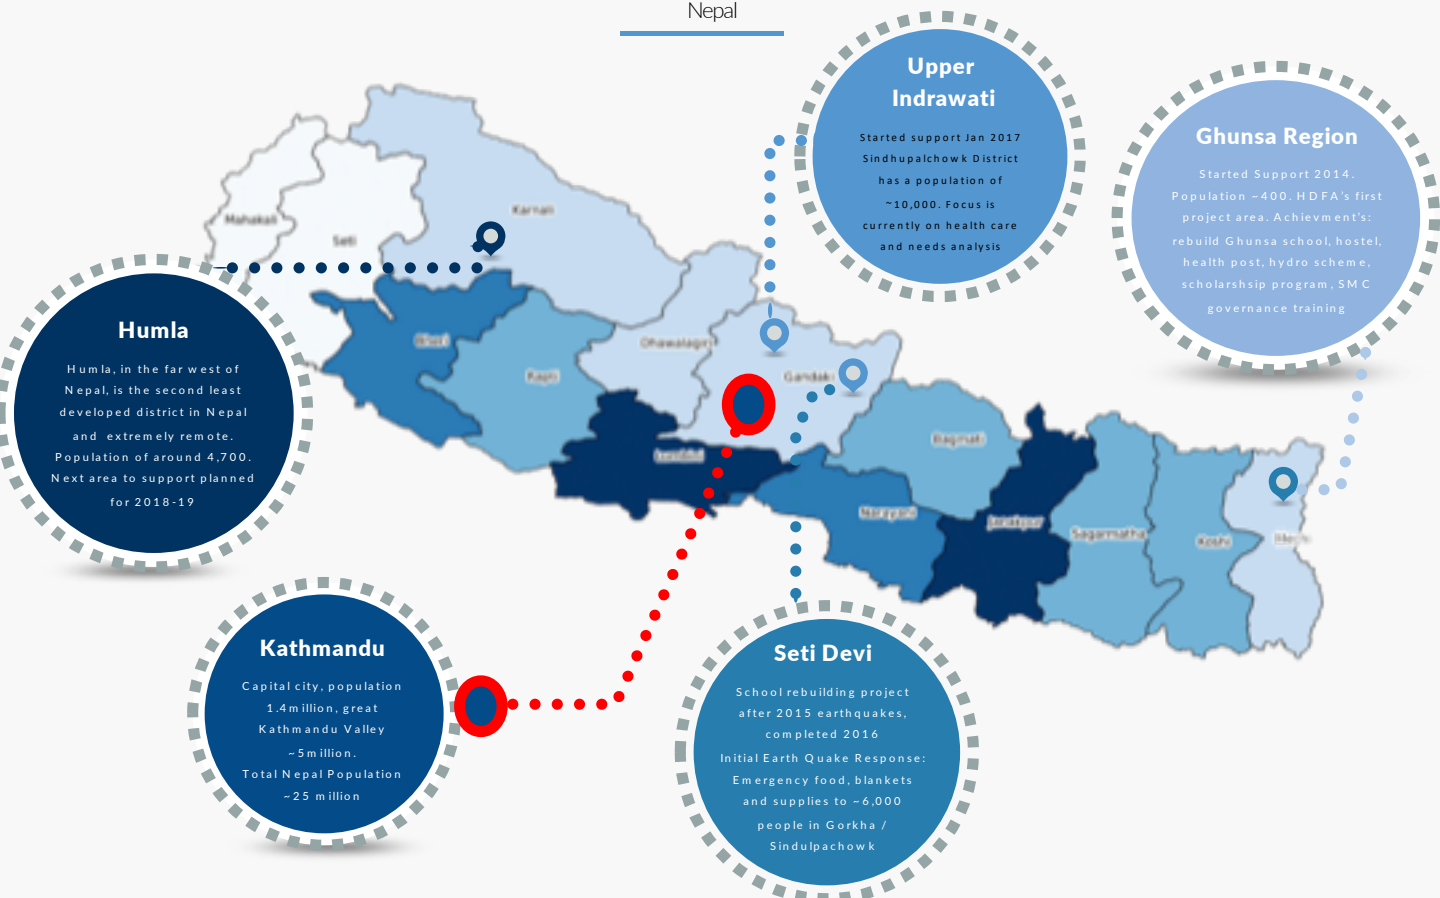 Nepal
Upper
Indrawati
Started support Jan 2017
Sindhupalchowk District
has a population of
~10,000. Focus is
currently on health care
and needs analysis
Ghunsa Region
Started Support 2014.
Population ~400. HDFA's first
project area. Achievment's:
rebuild Ghunsa school, hostel,
health post, hydro scheme,
scholarshsip program, SMC
governance training
Mahakali
Seti
Karnali
Humla
Humla, in the far west of
Nepal, is the second least
developed district in Nepal
and extremely remote.
Population of around 4,700.
Next area to support planned
for 2018-19
Bheri
Rapti
Dhawalagiri
Gandaki
Lumbini
Bagmati
Narayani
Janakpur
Sagarmatha
Koshi
Mechi
Kathmandu
Capital city, population
1.4million, great
Kathmandu Valley
~5million.
Total Nepal Population
~25 million
Seti Devi
School rebuilding project
after 2015 earthquakes,
completed 2016
Initial Earth Quake Response:
Emergency food, blankets
and supplies to ~6,000
people in Gorkha /
Sindulpachowk